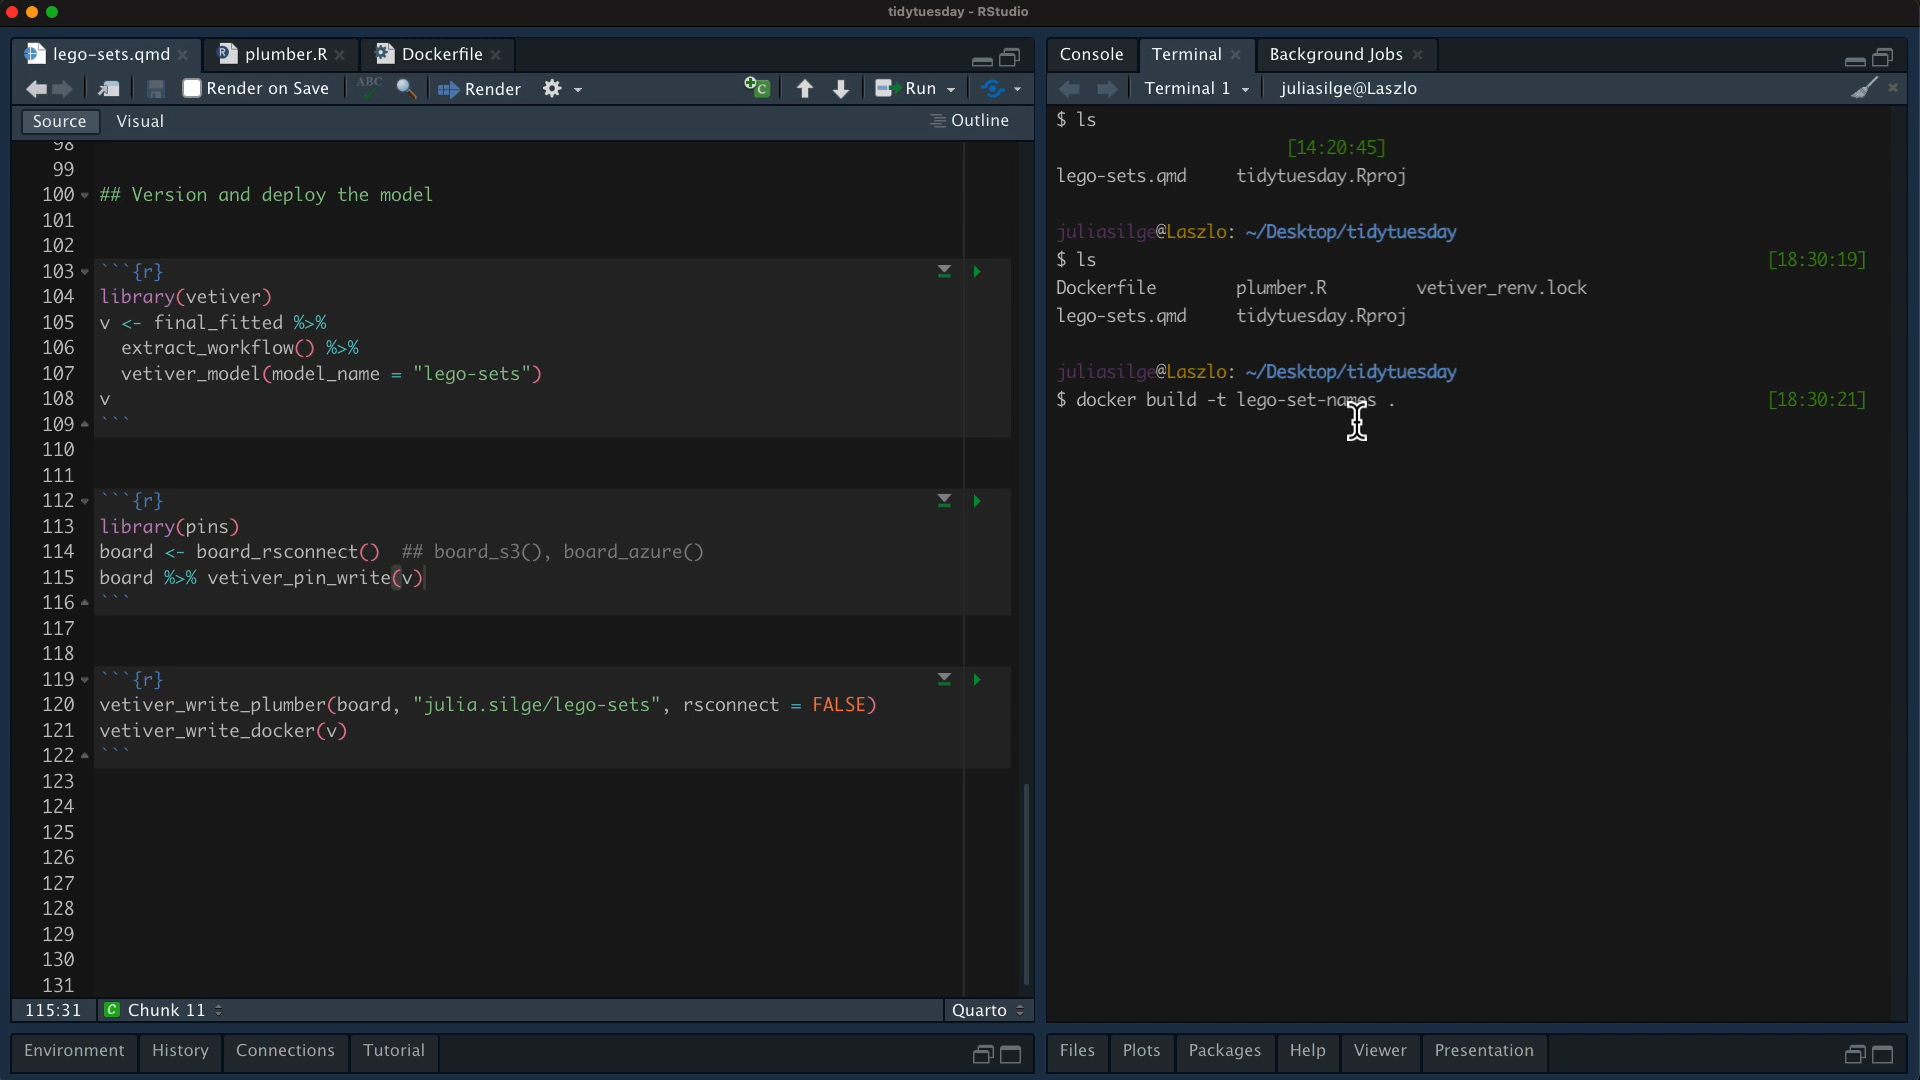 tidytuesday - RStudio
lego-sets.qmd
plumber.R
Dockerfile
Render on Save
ABC
Render
Run
Source
Visual
Outline
98
99
100 ## Version and deploy the model
101
102
103 ```{r}
104 library(vetiver)
105 v <- final_fitted %>%
106   extract_workflow() %>%
107   vetiver_model(model_name = "lego-sets")
108 v
109 ```
110
111
112 ```{r}
113 library(pins)
114 board <- board_rsconnect()  ## board_s3(), board_azure()
115 board %>% vetiver_pin_write(v)
116 ```
117
118
119 ```{r}
120 vetiver_write_plumber(board, "julia.silge/lego-sets", rsconnect = FALSE)
121 vetiver_write_docker(v)
122 ```
123
124
125
126
127
128
129
130
131
115:31
C Chunk 11
Quarto
Environment
History
Connections
Tutorial
Console
Terminal
Background Jobs
Terminal 1
juliasilge@Laszlo
$ ls
[14:20:45]
lego-sets.qmd     tidytuesday.Rproj
juliasilge@Laszlo: ~/Desktop/tidytuesday
$ ls [18:30:19]
Dockerfile        plumber.R         vetiver_renv.lock
lego-sets.qmd     tidytuesday.Rproj
juliasilge@Laszlo: ~/Desktop/tidytuesday
$ docker build -t lego-set-names . [18:30:21]
Files
Plots
Packages
Help
Viewer
Presentation